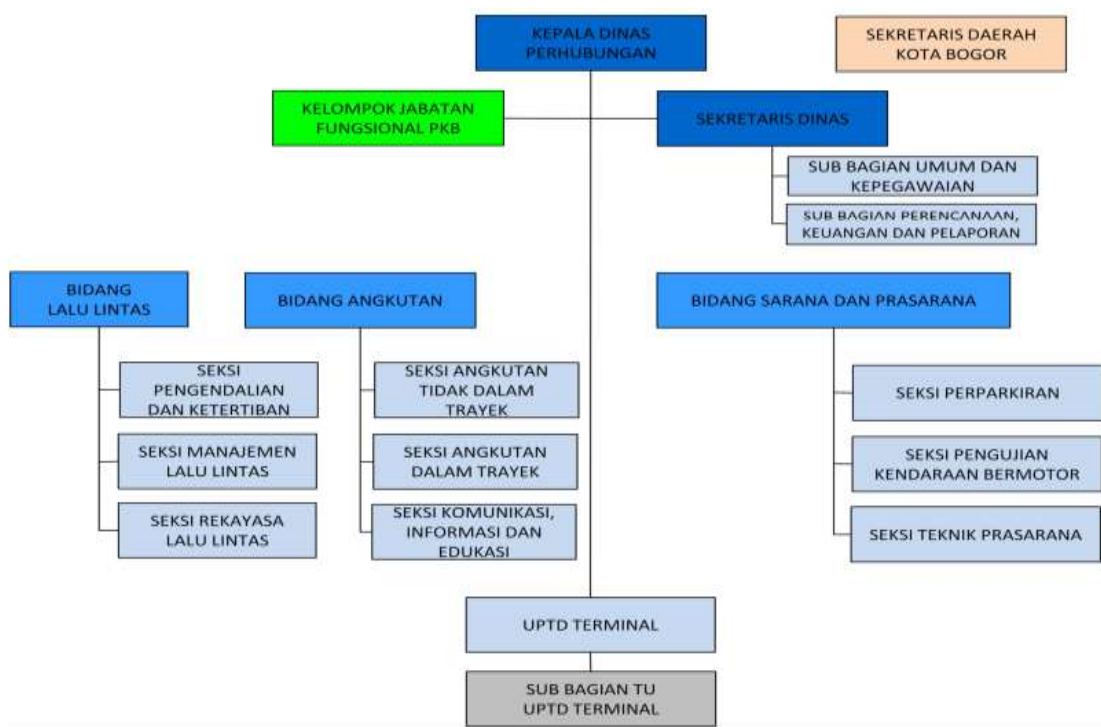 KEPALA DINAS
PERHUBUNGAN
SEKRETARIS DAERAH
KOTA BOGOR
KELOMPOK JABATAN
FUNGSIONAL PKB
SEKRETARIS DINAS
SUB BAGIAN UMUM DAN
KEPEGAWAIAN
SUB BAGIAN PERENCANAAN,
KEUANGAN DAN PELAPORAN
BIDANG
LALU LINTAS
BIDANG ANGKUTAN
BIDANG SARANA DAN PRASARANA
SEKSI
PENGENDALIAN
DAN KETERTIBAN
SEKSI MANAJEMEN
LALU LINTAS
SEKSI REKAYASA
LALU LINTAS
SEKSI ANGKUTAN
TIDAK DALAM
TRAYEK
SEKSI ANGKUTAN
DALAM TRAYEK
SEKSI KOMUNIKASI,
INFORMASI DAN
EDUKASI
SEKSI PERPARKIRAN
SEKSI PENGUJIAN
KENDARAAN BERMOTOR
SEKSI TEKNIK PRASARANA
UPTD TERMINAL
SUB BAGIAN TU
UPTD TERMINAL